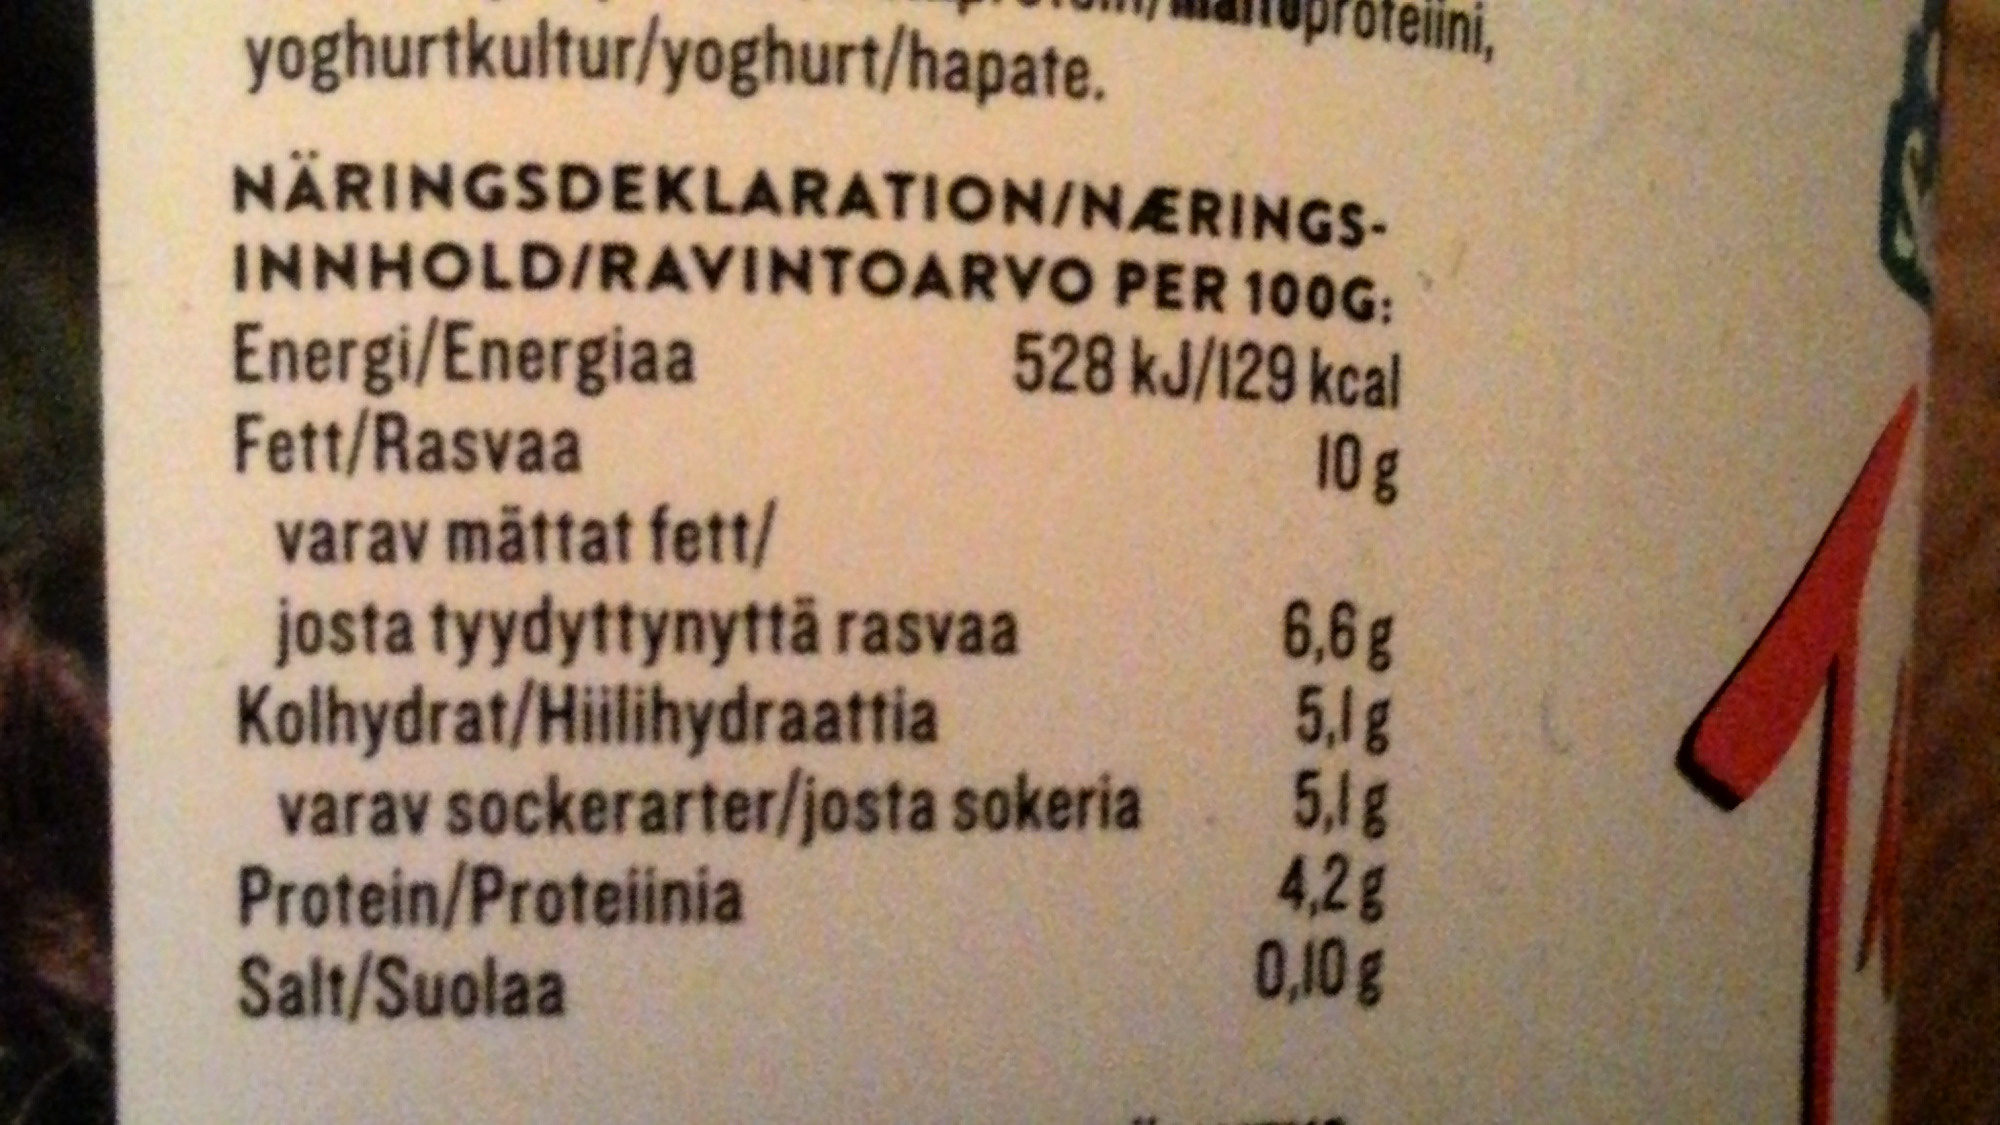 yoghurtkultur/yoghurt/hapate.
NÄRINGSDEKLARATION/NÆRINGS-
INNHOLD/RAVINTOARVO PER 100G:
Energi/Energiaa 528 kJ/129 kcal
Fett/Rasvaa 10 g
varav mättat fett/
josta tyydyttynyttä rasvaa 6,6 g
Kolhydrat/Hiilihydraattia 5,1 g
varav sockerarter/josta sokeria 5,1 g
Protein/Proteiinia 4,2 g
Salt/Suolaa 0,10 g